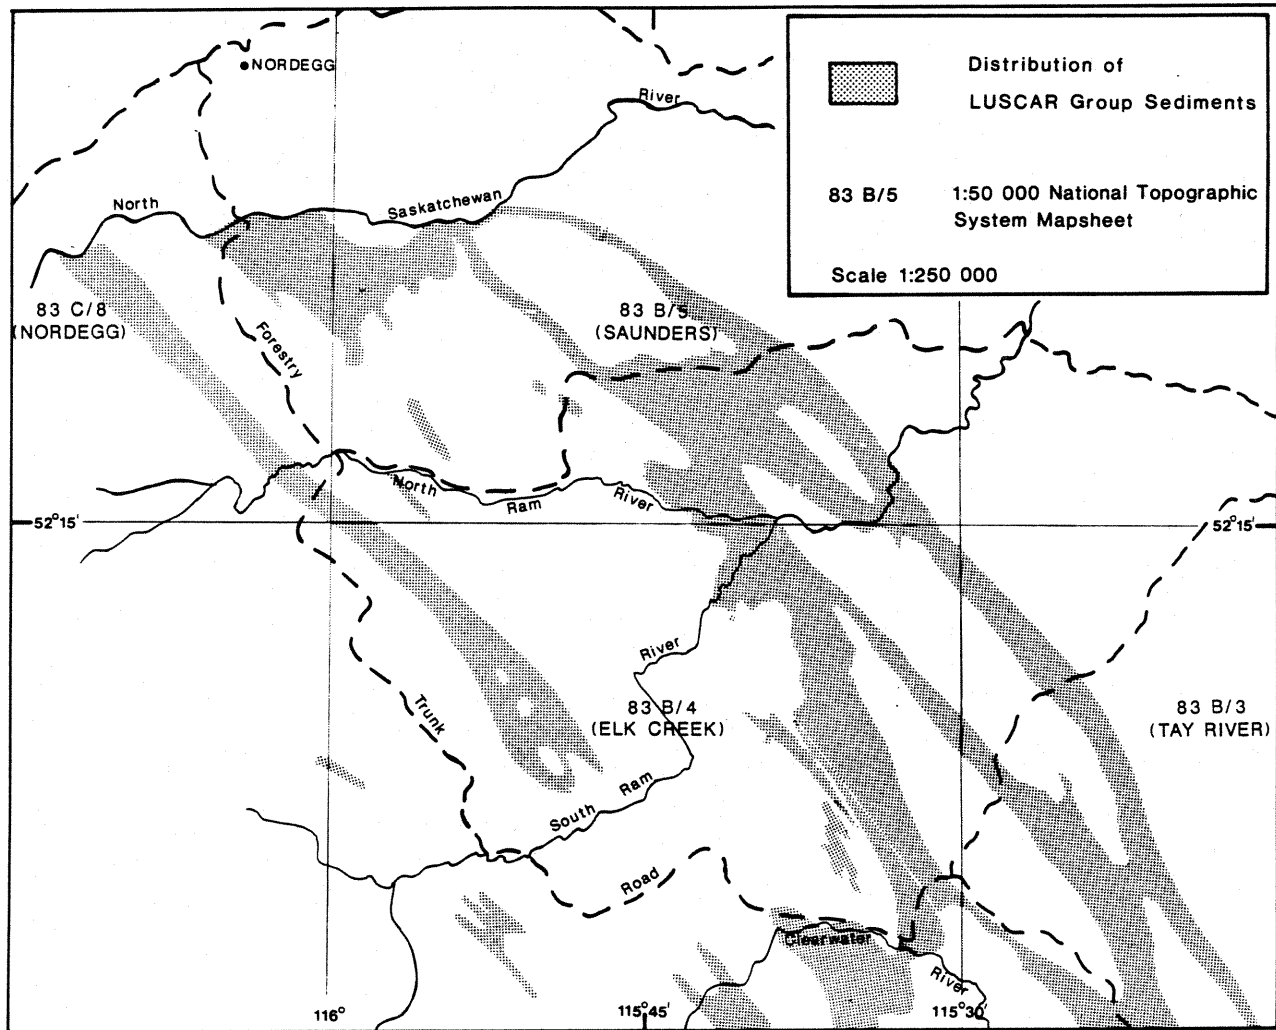 NORDEGG
River
Distribution of
LUSCAR Group Sediments
83 B/5 1:50 000 National Topographic
System Mapsheet
Scale 1:250 000
North
Saskatchewan
83 C/8
(NORDEGG)
83 B/5
(SAUNDERS)
Forestry
North
Ram
River
52°15'
52°15'
River
Trunk
83 B/4
(ELK CREEK)
83 B/3
(TAY RIVER)
South
Ram
Road
Clearwater
River
116°
115°45'
115°30'